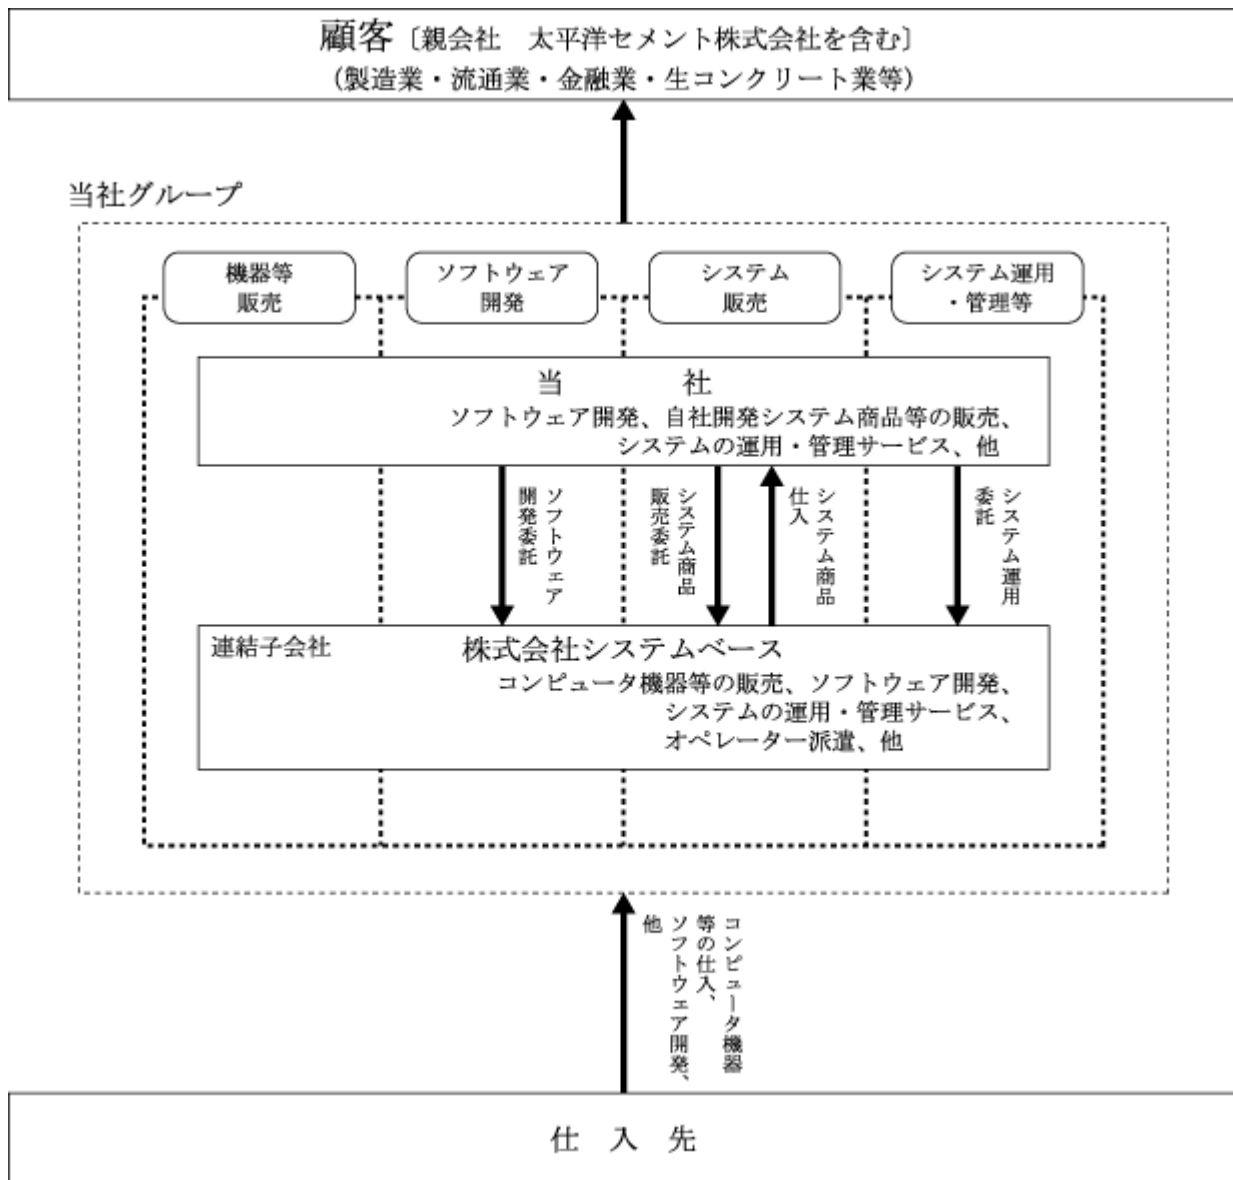 顧客〔親会社　太平洋セメント株式会社を含む〕
（製造業・流通業・金融業・生コンクリート業等）
当社グループ
機器等
販売
ソフトウェア
開発
システム
販売
システム運用
・管理等
当　社
ソフトウェア開発、自社開発システム商品等の販売、
システムの運用・管理サービス、他
ソフトウェア
開発委託
システム商品
販売委託
システム商品
仕入
システム運用
委託
連結子会社
株式会社システムベース
コンピュータ機器等の販売、ソフトウェア開発、
システムの運用・管理サービス、
オペレーター派遣、他
コンピュータ機器
等の仕入、
ソフトウェア開発、
他
仕　入　先